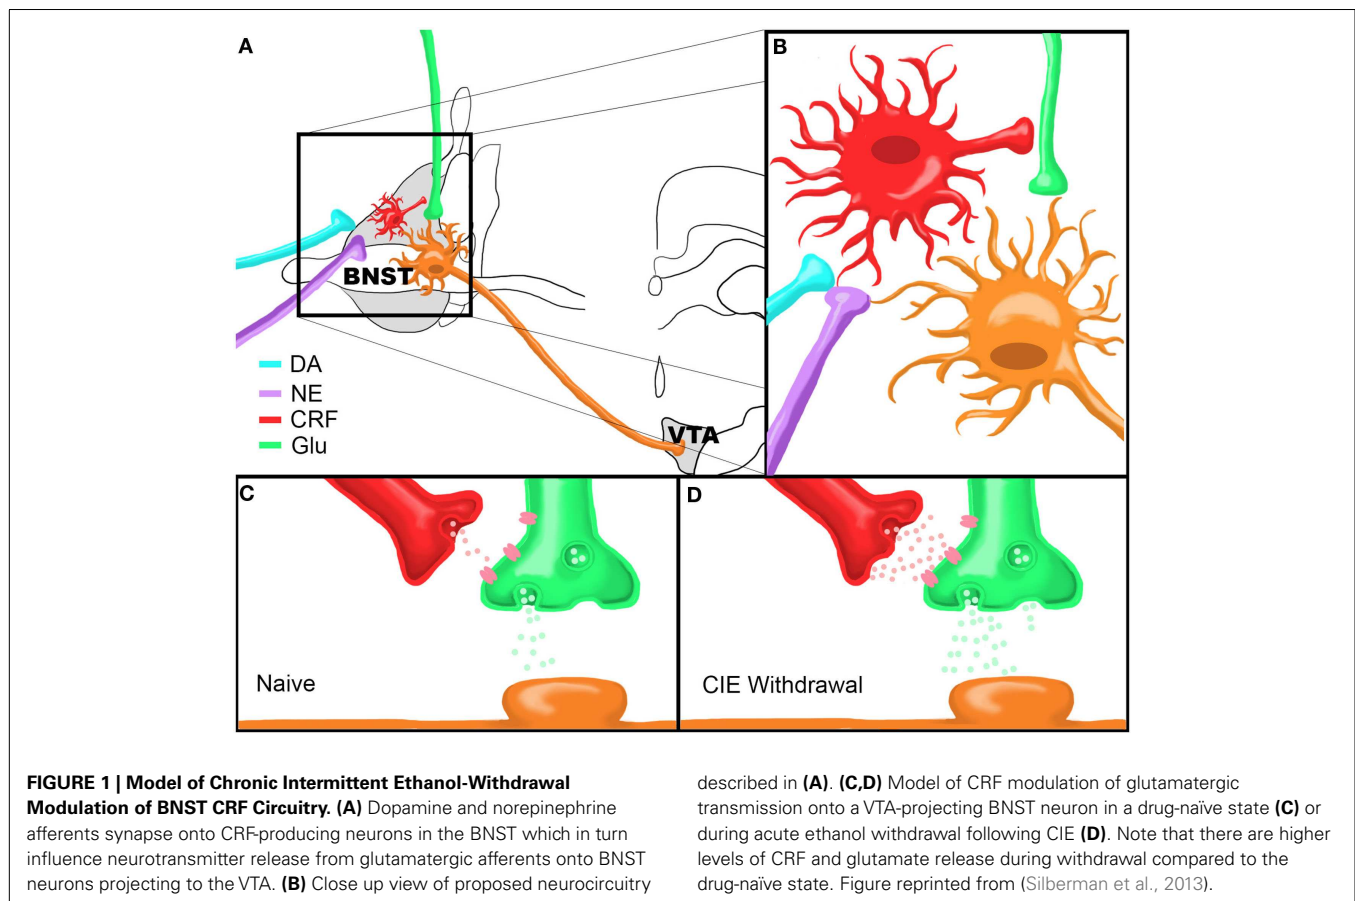 A
B
BNST
DA
NE
CRF
Glu
VTA
C
D
Naive
CIE Withdrawal
FIGURE 1 | Model of Chronic Intermittent Ethanol-Withdrawal
Modulation of BNST CRF Circuitry. (A) Dopamine and norepinephrine
afferents synapse onto CRF-producing neurons in the BNST which in turn
influence neurotransmitter release from glutamatergic afferents onto BNST
neurons projecting to the VTA. (B) Close up view of proposed neurocircuitry
described in (A). (C,D) Model of CRF modulation of glutamatergic
transmission onto a VTA-projecting BNST neuron in a drug-naïve state (C) or
during acute ethanol withdrawal following CIE (D). Note that there are higher
levels of CRF and glutamate release during withdrawal compared to the
drug-naïve state. Figure reprinted from (Silberman et al., 2013).